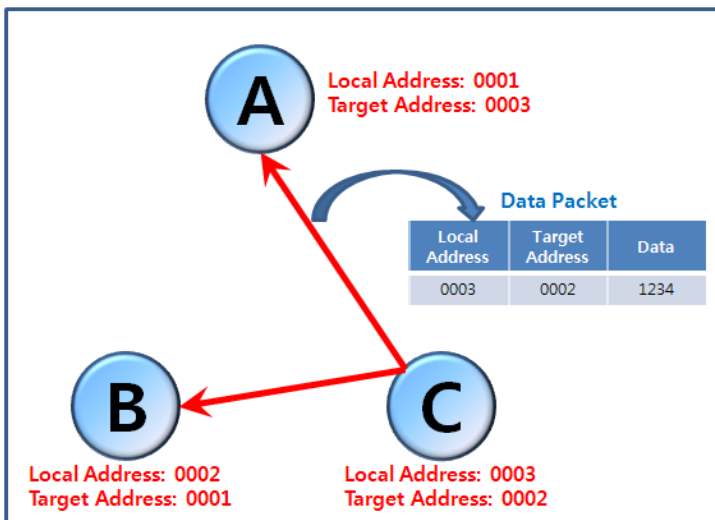 A
Local Address: 0001
Target Address: 0003
Data Packet
Local Address
Target Address
Data
0003
0002
1234
B
C
Local Address: 0002
Target Address: 0001
Local Address: 0003
Target Address: 0002